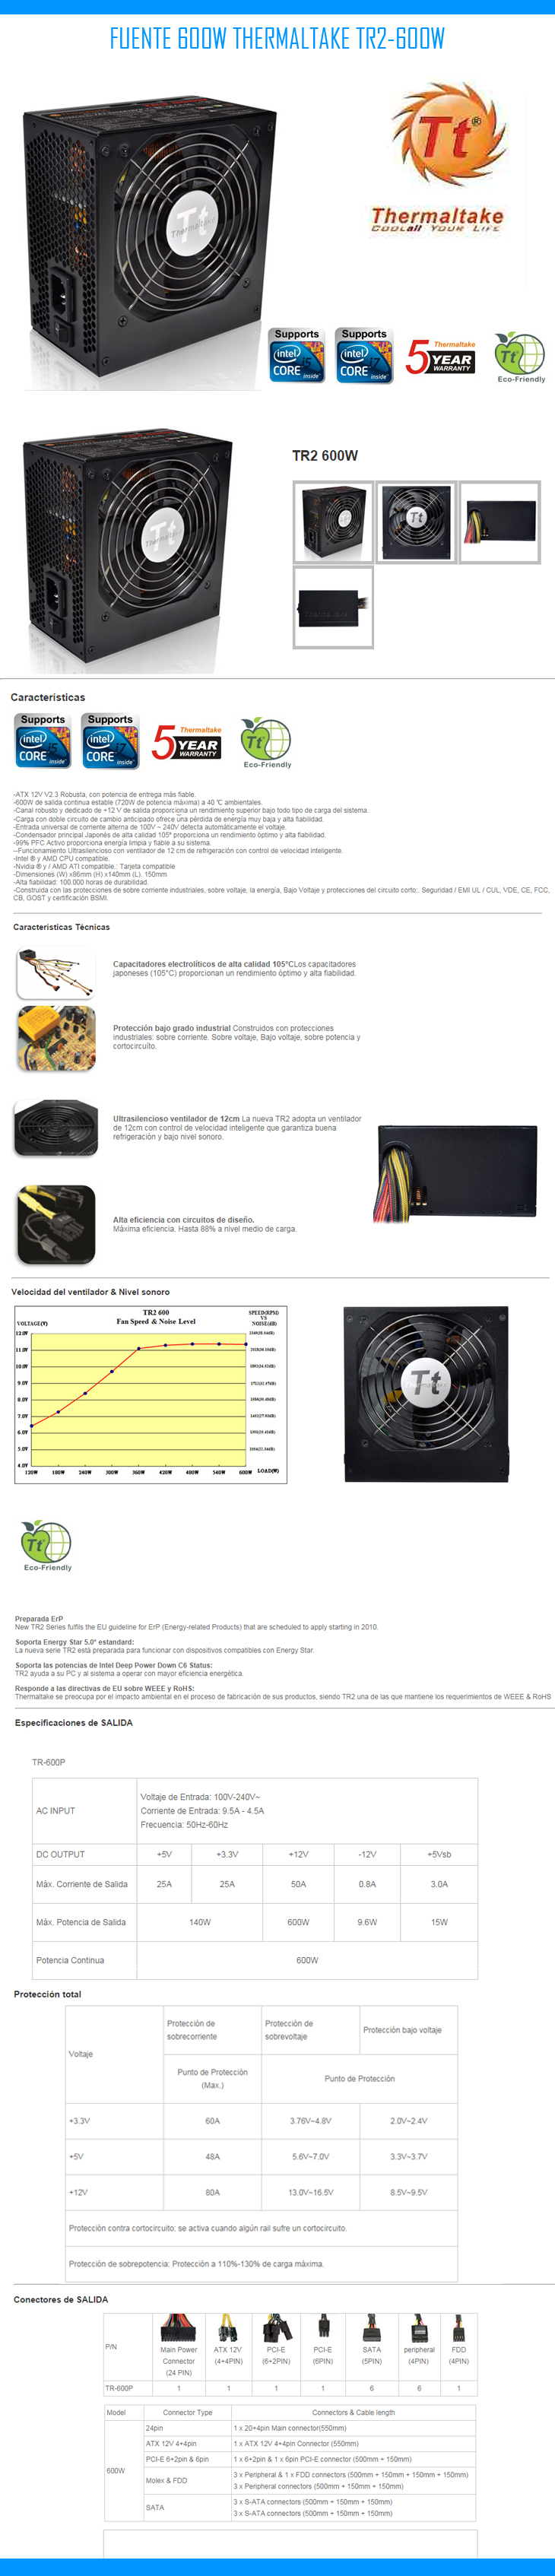 FUENTE 600W THERMALTAKE TR2-600W
Tt®
Thermaltake
COOLall YOUR LIFE
Tt
Thermaltake
Supports
intel
CORE i5
inside™
Supports
intel
CORE i7
inside™
Thermaltake
5 YEAR
WARRANTY
Tt
Eco-Friendly
Tt
Thermaltake
TR2 600W
Tt
Características
Supports
intel
CORE i5
inside™
Supports
intel
CORE i7
inside™
Thermaltake
5 YEAR
WARRANTY
Tt
Eco-Friendly
-ATX 12V V2.3 Robusta, con potencia de entrega más fiable.
-600W de salida continua estable (720W de potencia máxima) a 40 ℃ ambientales.
-Canal robusto y dedicado de +12 V de salida proporciona un rendimiento superior bajo todo tipo de carga del sistema.
-Carga con doble circuito de cambio anticipado ofrece una pérdida de energía muy baja y alta fiabilidad.
-Entrada universal de corriente alterna de 100V ~ 240V detecta automáticamente el voltaje.
-Condensador principal Japonés de alta calidad 105º proporciona un rendimiento óptimo y alta fiabilidad.
-99% PFC Activo proporciona energía limpia y fiable a su sistema.
--Funcionamiento Ultrasilencioso con ventilador de 12 cm de refrigeración con control de velocidad inteligente.
-Intel ® y AMD CPU compatible.
-Nvidia ® y / AMD ATI compatible.: Tarjeta compatible
-Dimensiones (W) x86mm (H) x140mm (L). 150mm
-Alta fiabilidad: 100.000 horas de durabilidad.
-Construida con las protecciones de sobre corriente industriales, sobre voltaje, la energía, Bajo Voltaje y protecciones del circuito corto: Seguridad / EMI UL / CUL, VDE, CE, FCC,
CB, GOST y certificación BSMI.
Características Técnicas
Capacitadores electrolíticos de alta calidad 105ºCLos capacitadores
japoneses (105°C) proporcionan un rendimiento óptimo y alta fiabilidad.
Protección bajo grado industrial Construidos con protecciones
industriales: sobre corriente. Sobre voltaje, Bajo voltaje, sobre potencia y
cortocircuito.
Ultrasilencioso ventilador de 12cm La nueva TR2 adopta un ventilador
de 12cm con control de velocidad inteligente que garantiza buena
refrigeración y bajo nivel sonoro.
Alta eficiencia con circuitos de diseño.
Máxima eficiencia. Hasta 88% a nivel medio de carga.
Velocidad del ventilador & Nivel sonoro
TR2 600
Fan Speed & Noise Level
VOLTAGE(V)
SPEED(RPM)
VS
NOISE(dB)
12.0V
11.0V
10.0V
9.0V
8.0V
7.0V
6.0V
5.0V
4.0V
120W 180W 240W 300W 360W 420W 480W 540W 600W LOAD(W)
Tt
Tt
Eco-Friendly
Preparada ErP
New TR2 Series fulfils the EU guideline for ErP (Energy-related Products) that are scheduled to apply starting in 2010.
Soporta Energy Star 5.0* estandard:
La nueva serie TR2 está preparada para funcionar con dispositivos compatibles con Energy Star.
Soporta las potencias de Intel Deep Power Down C6 Status:
TR2 ayuda a su PC y al sistema a operar con mayor eficiencia energética.
Responde a las directivas de EU sobre WEEE y RoHS:
Thermaltake se preocupa por el impacto ambiental en el proceso de fabricación de sus productos, siendo TR2 una de las que mantiene los requerimientos de WEEE & RoHS
Especificaciones de SALIDA
TR-600P
AC INPUT
Voltaje de Entrada: 100V-240V~
Corriente de Entrada: 9.5A - 4.5A
Frecuencia: 50Hz-60Hz
DC OUTPUT +5V +3.3V +12V -12V +5Vsb
Máx. Corriente de Salida 25A 25A 50A 0.8A 3.0A
Máx. Potencia de Salida 140W 600W 9.6W 15W
Potencia Continua 600W
Protección total
Voltaje
Protección de
sobrecorriente
Protección de
sobrevoltaje
Protección bajo voltaje
Punto de Protección
(Max.)
Punto de Protección
+3.3V 60A 3.76V~4.8V 2.0V~2.4V
+5V 48A 5.6V~7.0V 3.3V~3.7V
+12V 80A 13.0V~16.5V 8.5V~9.5V
Protección contra cortocircuito: se activa cuando algún rail sufre un cortocircuito.
Protección de sobrepotencia: Protección a 110%-130% de carga máxima.
Conectores de SALIDA
P/N
Main Power
Connector
(24 PIN)
ATX 12V
(4+4PIN)
PCI-E
(6+2PIN)
PCI-E
(6PIN)
SATA
(5PIN)
peripheral
(4PIN)
FDD
(4PIN)
TR-600P 1 1 1 1 6 6 1
Model Connector Type Connectors & Cable length
600W
24pin 1 x 20+4pin Main connector(550mm)
ATX 12V 4+4pin 1 x ATX 12V 4+4pin Connector (550mm)
PCI-E 6+2pin & 6pin 1 x 6+2pin & 1 x 6pin PCI-E connector (500mm + 150mm)
Molex & FDD
3 x Peripheral & 1 x FDD connectors (500mm + 150mm + 150mm + 150mm)
3 x Peripheral connectors (500mm + 150mm + 150mm)
SATA
3 x S-ATA connectors (500mm + 150mm + 150mm)
3 x S-ATA connectors (500mm + 150mm + 150mm)